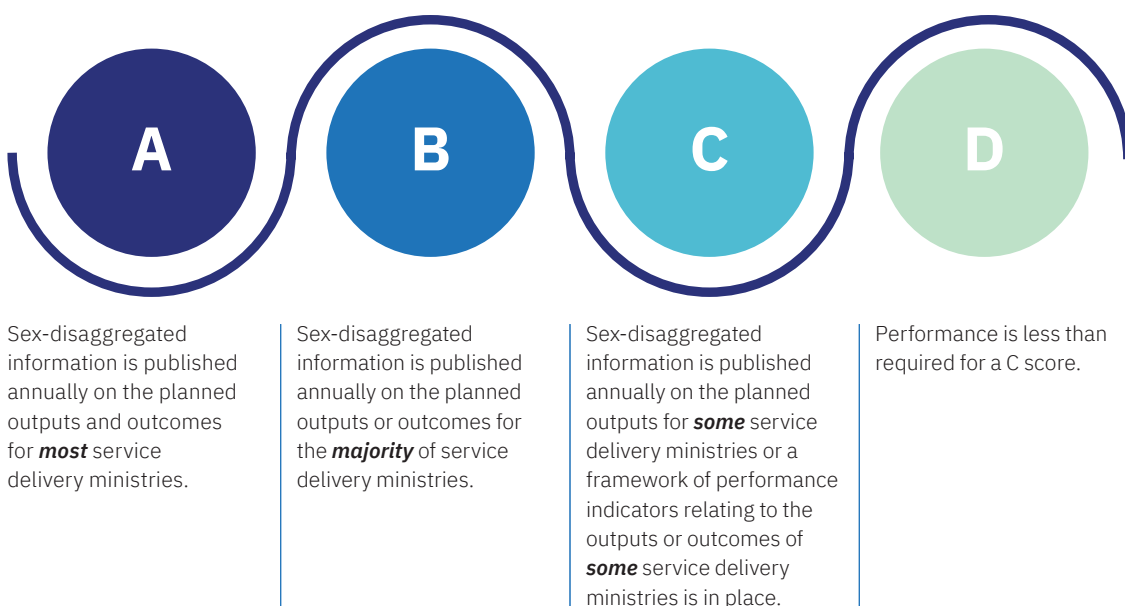 A
B
C
D
Sex-disaggregated
information is published
annually on the planned
outputs and outcomes
for most service
delivery ministries.
Sex-disaggregated
information is published
annually on the planned
outputs or outcomes for
the majority of service
delivery ministries.
Sex-disaggregated
information is published
annually on the planned
outputs for some service
delivery ministries or a
framework of performance
indicators relating to the
outputs or outcomes of
some service delivery
ministries is in place.
Performance is less than
required for a C score.